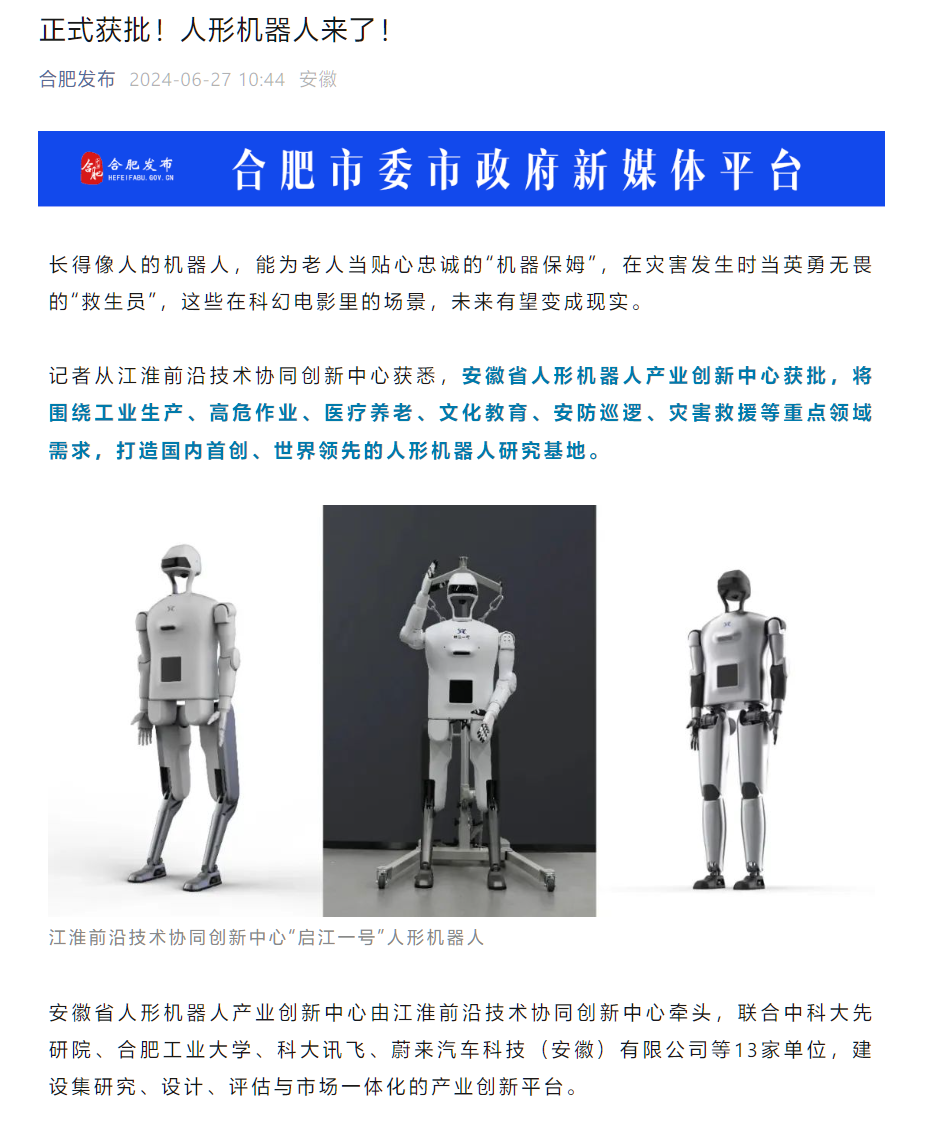 正式获批！人形机器人来了！
合肥发布 2024-06-27 10:44 安徽
合肥 合肥发布 合肥市委市政府新媒体平台
HEFEIFABU.GOV.CN
长得像人的机器人，能为老人当贴心忠诚的“机器保姆”，在灾害发生时当英勇无畏
的“救生员”，这些在科幻电影里的场景，未来有望变成现实。
记者从江淮前沿技术协同创新中心获悉，安徽省人形机器人产业创新中心获批，将
围绕工业生产、高危作业、医疗养老、文化教育、安防巡逻、灾害救援等重点领域
需求，打造国内首创、世界领先的人形机器人研究基地。
江淮前沿技术协同创新中心“启江一号”人形机器人
安徽省人形机器人产业创新中心由江淮前沿技术协同创新中心牵头，联合中科大先
研院、合肥工业大学、科大讯飞、蔚来汽车科技（安徽）有限公司等13家单位，建
设集研究、设计、评估与市场一体化的产业创新平台。